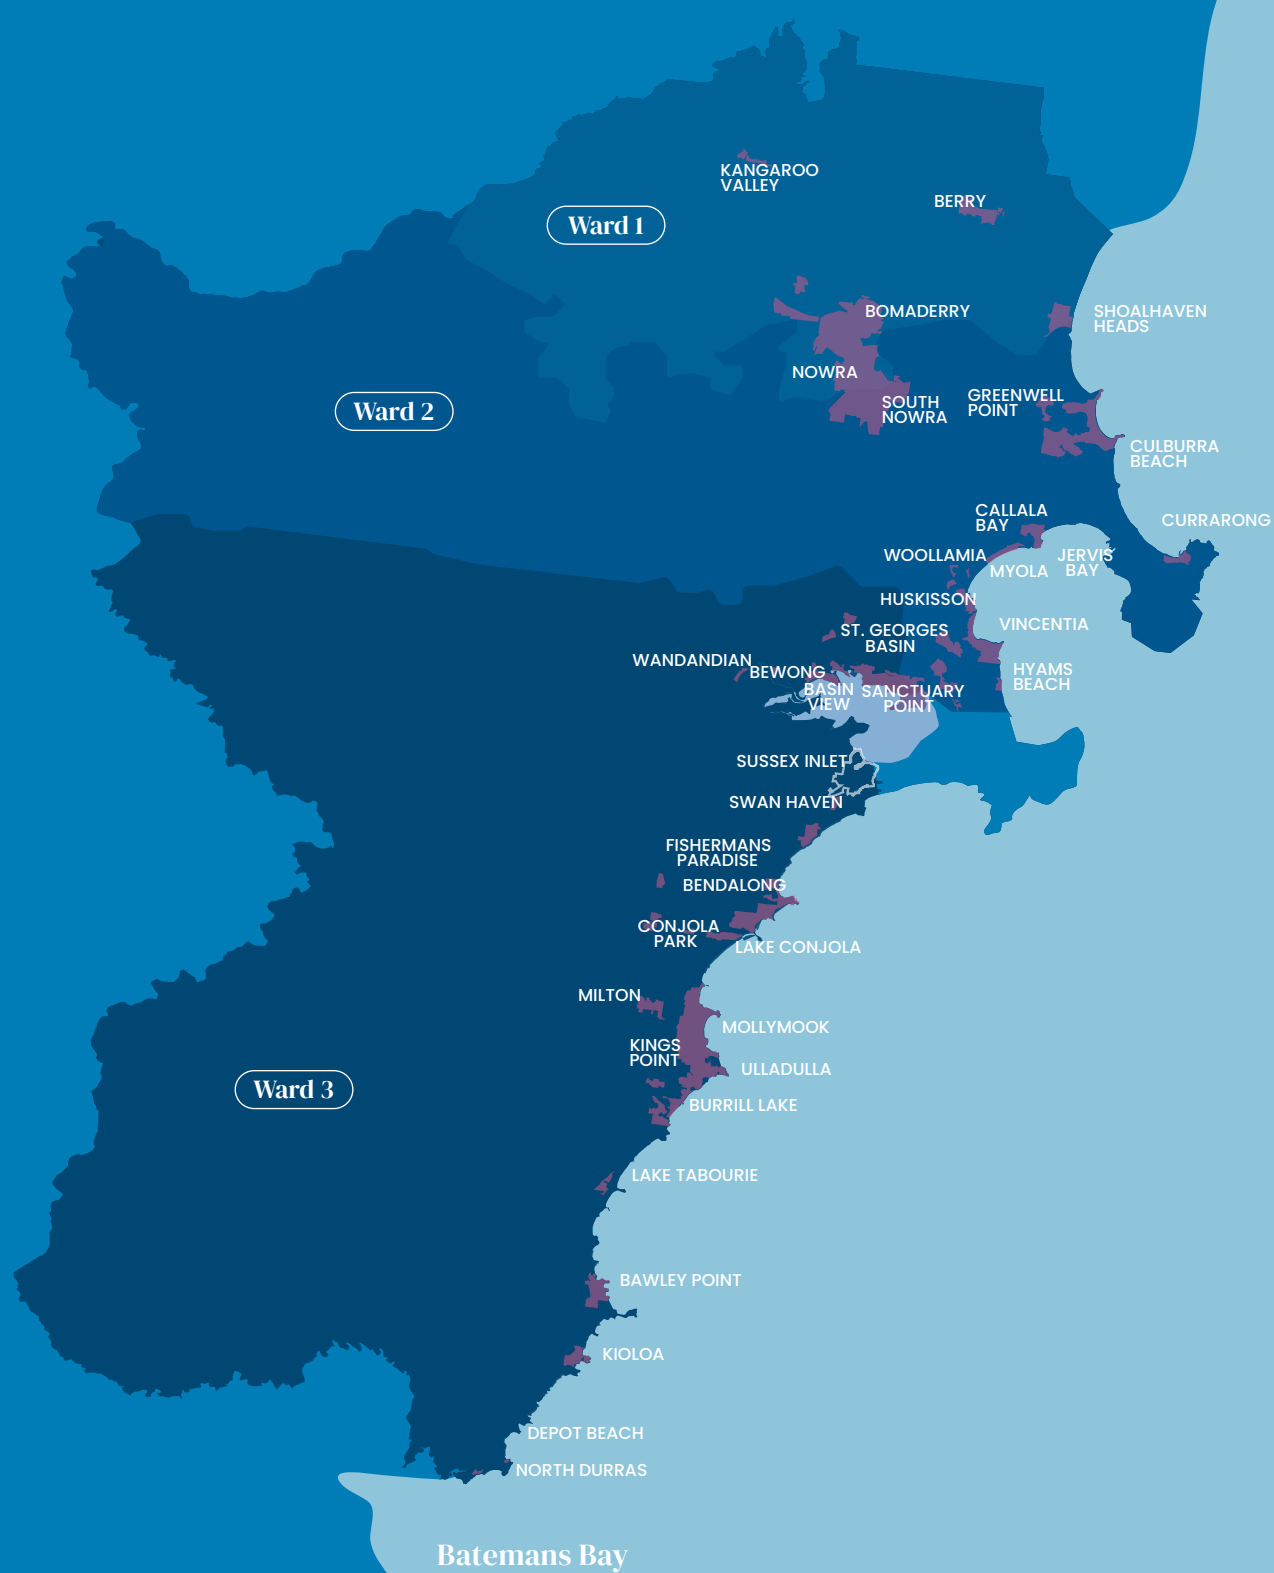 KANGAROO
VALLEY
BERRY
Ward 1
BOMADERRY
SHOALHAVEN
HEADS
NOWRA
Ward 2
SOUTH
NOWRA
GREENWELL
POINT
CULBURRA
BEACH
CALLALA
BAY
CURRARONG
WOOLLAMIA
JERVIS
BAY
MYOLA
HUSKISSON
VINCENTIA
ST. GEORGES
BASIN
WANDANDIAN
BEWONG
HYAMS
BEACH
BASIN
VIEW
SANCTUARY
POINT
SUSSEX INLET
SWAN HAVEN
FISHERMANS
PARADISE
BENDALONG
CONJOLA
PARK
LAKE CONJOLA
MILTON
MOLLYMOOK
KINGS
POINT
ULLADULLA
Ward 3
BURRILL LAKE
LAKE TABOURIE
BAWLEY POINT
KIOLOA
DEPOT BEACH
NORTH DURRAS
Batemans Bay